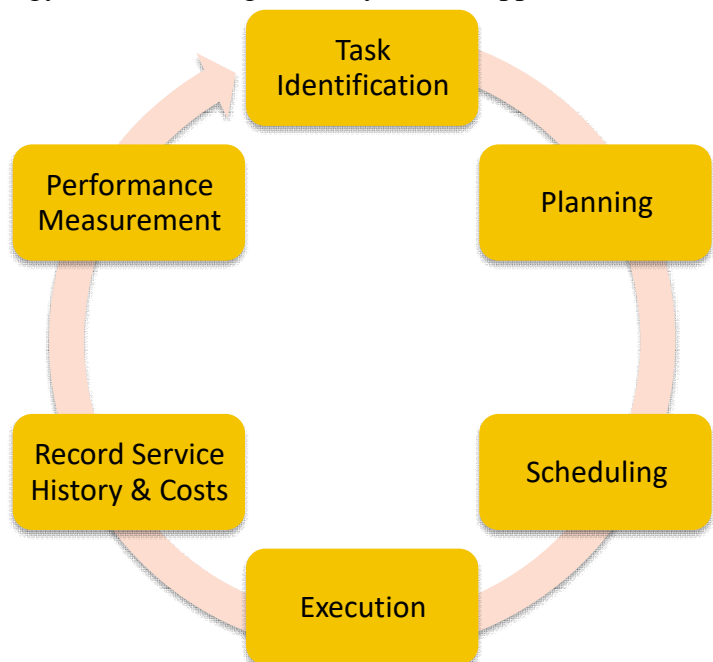 Task
Identification
Planning
Scheduling
Execution
Record Service
History & Costs
Performance
Measurement